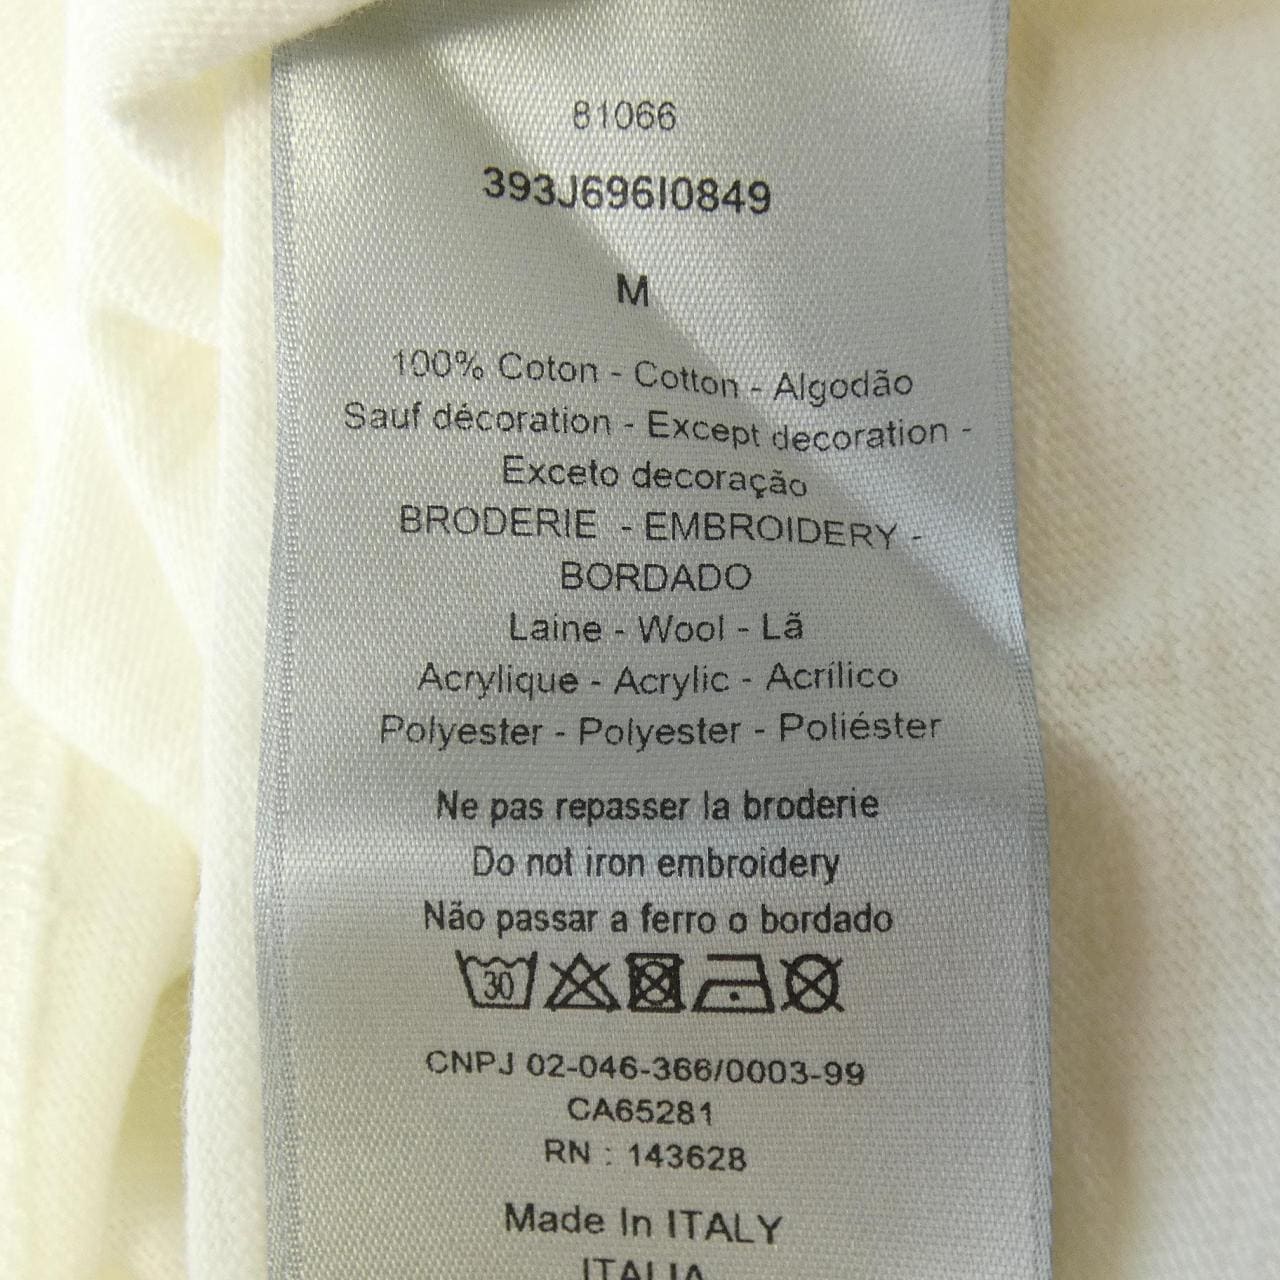 81066
393J696I0849
M
100% Coton - Cotton - Algodão
Sauf décoration - Except decoration -
Exceto decoração
BRODERIE - EMBROIDERY -
BORDADO
Laine - Wool - Lã
Acrylique - Acrylic - Acrílico
Polyester - Polyester - Poliéster
Ne pas repasser la broderie
Do not iron embroidery
Não passar a ferro o bordado
30
CNPJ 02-046-366/0003-99
CA65281
RN : 143628
Made In ITALY
ITALIA